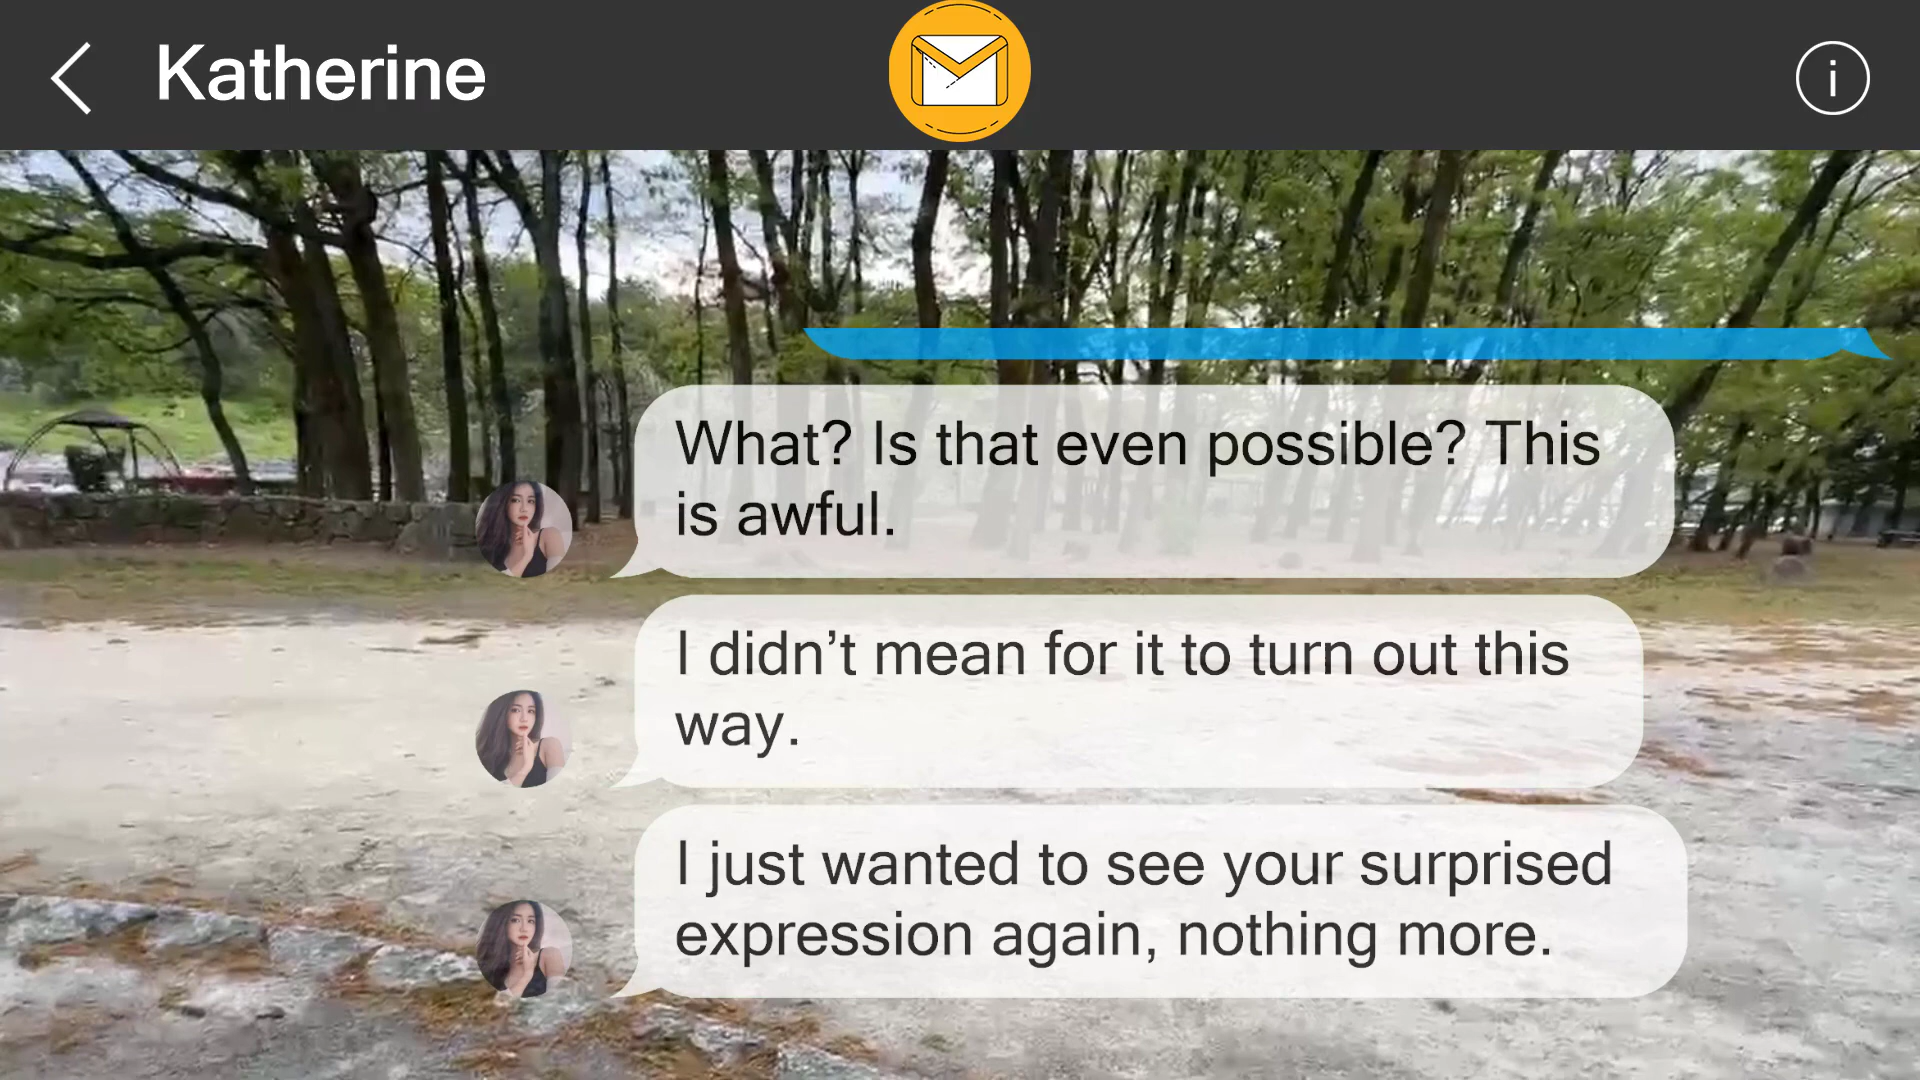 Katherine
What? Is that even possible? This
is awful.
I didn’t mean for it to turn out this
way.
I just wanted to see your surprised
expression again, nothing more.